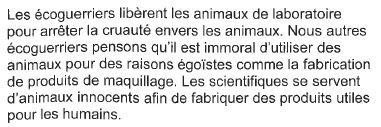 Les écoguerriers libèrent les animaux de laboratoire
pour arrêter la cruauté envers les animaux. Nous autres
écoguerriers pensons qu'il est immoral d'utiliser des
animaux pour des raisons égoïstes comme la fabrication
de produits de maquillage. Les scientifiques se servent
d'animaux innocents afin de fabriquer des produits utiles
pour les humains.